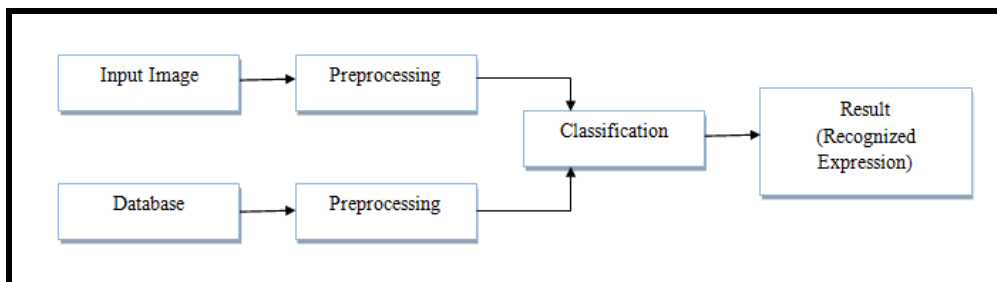 Input Image
Preprocessing
Classification
Result
(Recognized
Expression)
Database
Preprocessing